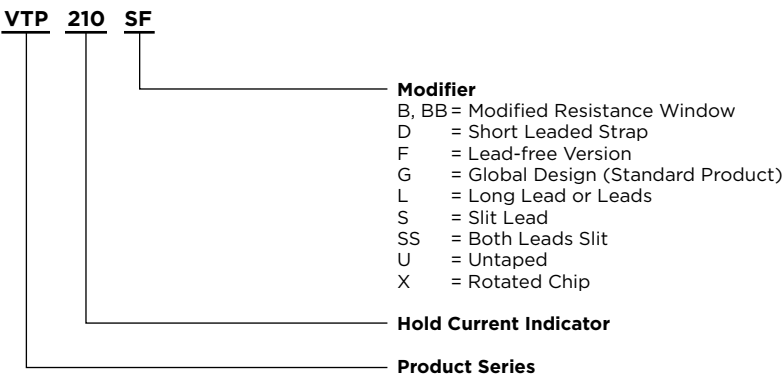 VTP 210 SF
Modifier
B, BB = Modified Resistance Window
D = Short Leaded Strap
F = Lead-free Version
G = Global Design (Standard Product)
L = Long Lead or Leads
S = Slit Lead
SS = Both Leads Slit
U = Untaped
X = Rotated Chip
Hold Current Indicator
Product Series